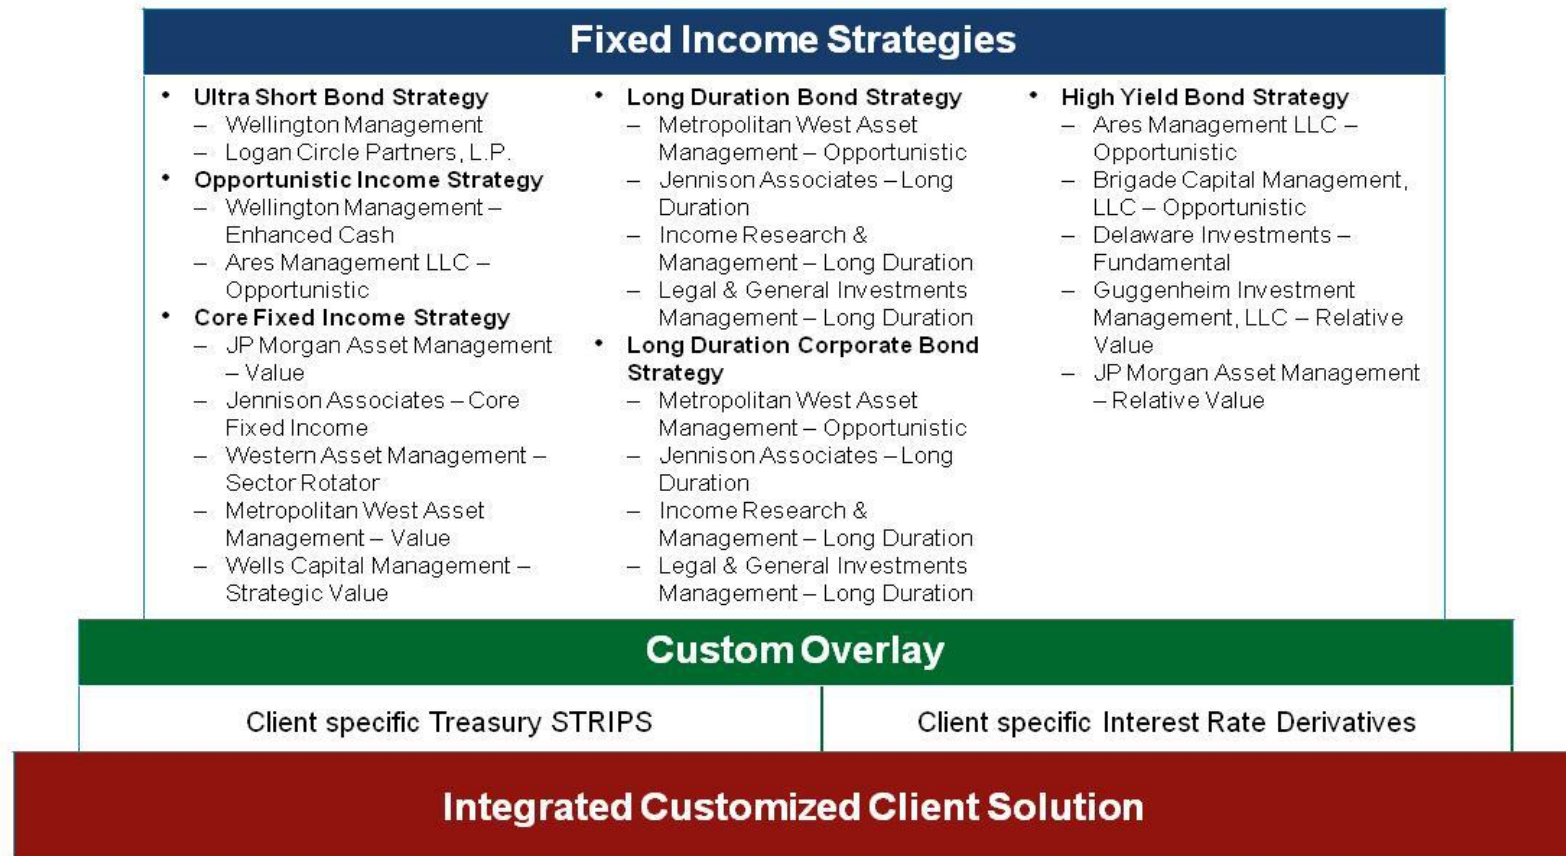 Fixed Income Strategies
• Ultra Short Bond Strategy
– Wellington Management
– Logan Circle Partners, L.P.
• Opportunistic Income Strategy
– Wellington Management –
Enhanced Cash
– Ares Management LLC –
Opportunistic
• Core Fixed Income Strategy
– JP Morgan Asset Management
– Value
– Jennison Associates – Core
Fixed Income
– Western Asset Management –
Sector Rotator
– Metropolitan West Asset
Management – Value
– Wells Capital Management –
Strategic Value
• Long Duration Bond Strategy
– Metropolitan West Asset
Management – Opportunistic
– Jennison Associates – Long
Duration
– Income Research &
Management – Long Duration
– Legal & General Investments
Management – Long Duration
• Long Duration Corporate Bond
Strategy
– Metropolitan West Asset
Management – Opportunistic
– Jennison Associates – Long
Duration
– Income Research &
Management – Long Duration
– Legal & General Investments
Management – Long Duration
• High Yield Bond Strategy
– Ares Management LLC –
Opportunistic
– Brigade Capital Management,
LLC – Opportunistic
– Delaware Investments –
Fundamental
– Guggenheim Investment
Management, LLC – Relative
Value
– JP Morgan Asset Management
– Relative Value
Custom Overlay
Client specific Treasury STRIPS
Client specific Interest Rate Derivatives
Integrated Customized Client Solution